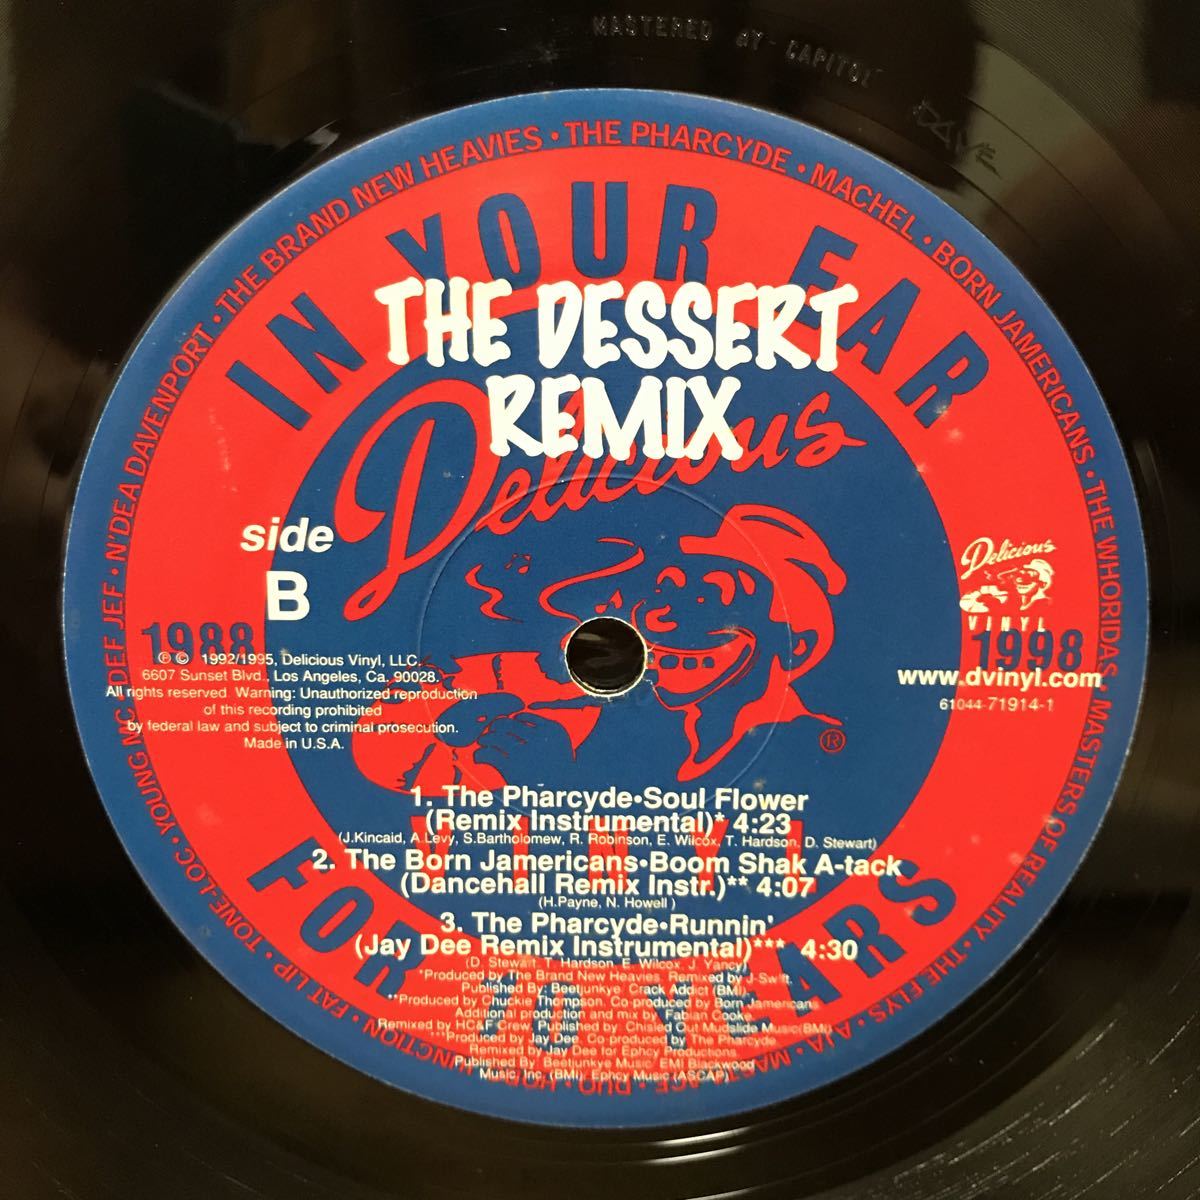 MASTERED BY CAPITOL
DAVE
TONE-LOC • YOUNG MC • DEF JEF • N'DEA DAVENPORT • THE BRAND NEW HEAVIES • THE PHARCYDE • MACHEL • BORN JAMERICANS • THE WHORIDAS • MASTERS OF REALITY • THE FLYS • AJA • MAST ACE • DUO • HO NCTION • FAT LIP
IN YOUR EAR
THE DESSERT
REMIX
Delicious
side
B
Delicious
VINYL
1988
1998
℗ © 1992/1995, Delicious Vinyl, LLC.
6607 Sunset Blvd., Los Angeles, Ca. 90028.
All rights reserved. Warning: Unauthorized reproduction
of this recording prohibited
by federal law and subject to criminal prosecution.
Made in U.S.A.
www.dvinyl.com
61044-71914-1
®
1. The Pharcyde•Soul Flower
(Remix Instrumental)* 4:23
(J.Kincaid, A.Levy, S.Bartholomew, R. Robinson, E. Wilcox, T. Hardson, D. Stewart)
2. The Born Jamericans•Boom Shak A-tack
(Dancehall Remix Instr.)** 4:07
(H.Payne, N. Howell )
3. The Pharcyde•Runnin'
(Jay Dee Remix Instrumental)*** 4:30
(D. Stewart, T. Hardson, E. Wilcox, J. Yancy)
*Produced by The Brand New Heavies. Remixed by J-Swift.
Published By: Beetjunkye Crack Addict (BMI).
**Produced by Chuckie Thompson. Co-produced by Born Jamericans
Additional production and mix by Fabian Cooke.
Remixed by HC&F Crew. Published by: Chisled Out Mudslide Music(BMI)
***Produced by Jay Dee. Co-produced by The Pharcyde.
Remixed by Jay Dee for Ephcy Productions.
Published By: Beetjunkye Music/ EMI Blackwood
Music, Inc. (BMI). Ephcy Music (ASCAP)
FOR YEARS